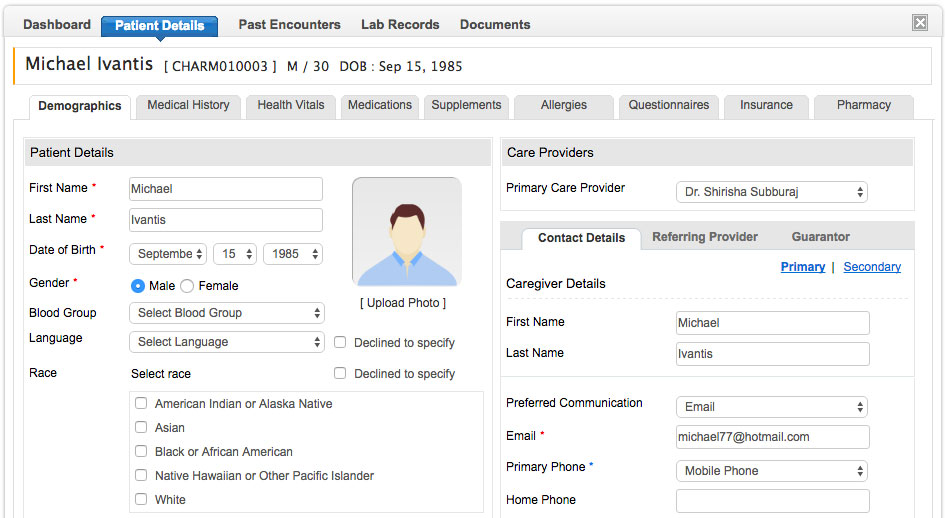 Dashboard Patient Details Past Encounters Lab Records Documents
Michael Ivantis [ CHARM010003 ] M / 30 DOB : Sep 15, 1985
Demographics Medical History Health Vitals Medications Supplements Allergies Questionnaires Insurance Pharmacy
Patient Details
First Name * Michael
Last Name * Ivantis
Date of Birth * Septembe 15 1985
Gender * Male Female
Blood Group Select Blood Group
Language Select Language Declined to specify
Race Select race Declined to specify
American Indian or Alaska Native
Asian
Black or African American
Native Hawaiian or Other Pacific Islander
White
[ Upload Photo ]
Care Providers
Primary Care Provider Dr. Shirisha Subburaj
Contact Details Referring Provider Guarantor
Primary | Secondary
Caregiver Details
First Name Michael
Last Name Ivantis
Preferred Communication Email
Email * michael77@hotmail.com
Primary Phone * Mobile Phone
Home Phone